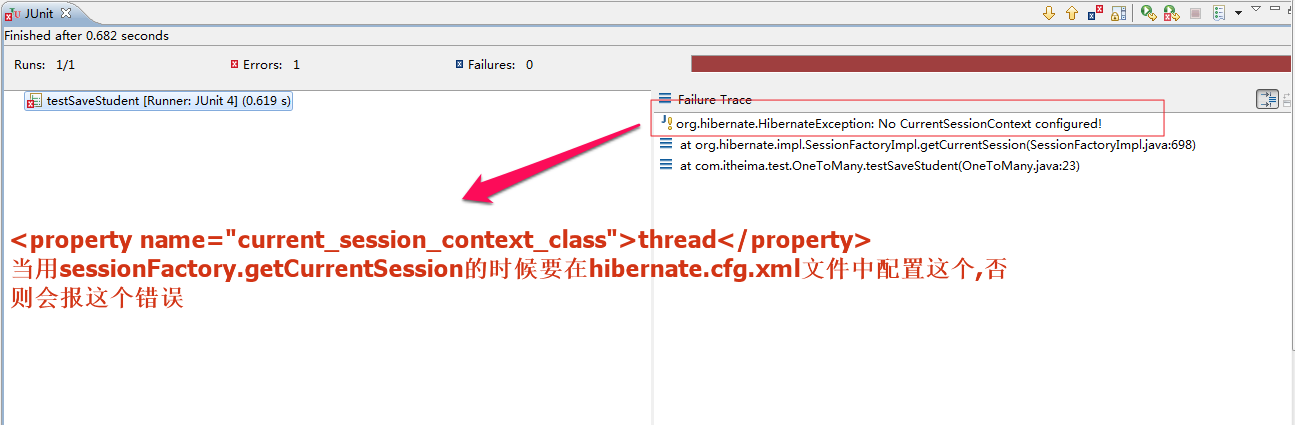 JUnit
Finished after 0.682 seconds
Runs: 1/1 Errors: 1 Failures: 0
testSaveStudent [Runner: JUnit 4] (0.619 s)
Failure Trace
org.hibernate.HibernateException: No CurrentSessionContext configured!
at org.hibernate.impl.SessionFactoryImpl.getCurrentSession(SessionFactoryImpl.java:698)
at com.itheima.test.OneToMany.testSaveStudent(OneToMany.java:23)
<property name="current_session_context_class">thread</property>
当用sessionFactory.getCurrentSession的时候要在hibernate.cfg.xml文件中配置这个,否
则会报这个错误